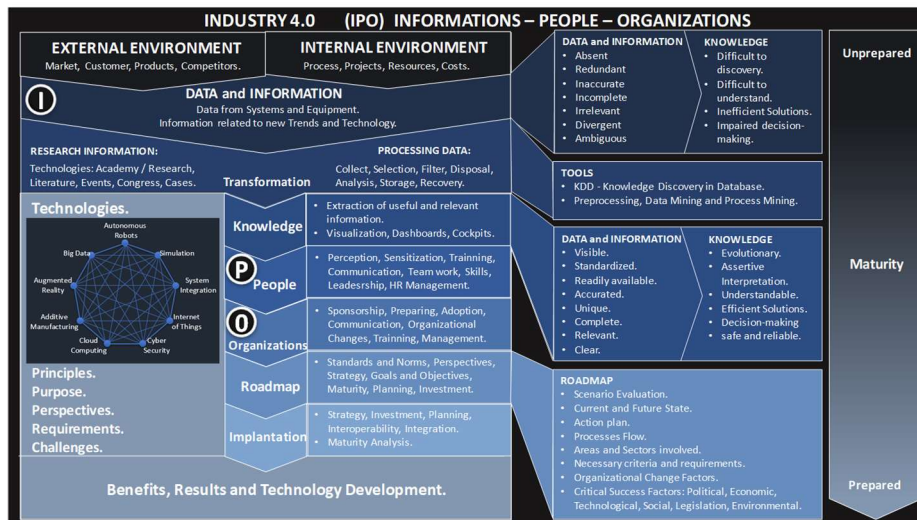 INDUSTRY 4.0 (IPO) INFORMATIONS – PEOPLE – ORGANIZATIONS
EXTERNAL ENVIRONMENT
Market, Customer, Products, Competitors.
INTERNAL ENVIRONMENT
Process, Projects, Resources, Costs.
I
DATA and INFORMATION
Data from Systems and Equipment.
Information related to new Trends and Technology.
RESEARCH INFORMATION:
Technologies: Academy / Research,
Literature, Events, Congress, Cases.
PROCESSING DATA:
Collect, Selection, Filter, Disposal,
Analysis, Storage, Recovery.
Transformation
Technologies.
Autonomous
Robots
Simulation
System
Integration
Internet
of Things
Cyber
Security
Cloud
Computing
Additive
Manufacturing
Augmented
Reality
Big Data
Principles.
Purpose.
Perspectives.
Requirements.
Challenges.
Knowledge
• Extraction of useful and relevant
information.
• Visualization, Dashboards, Cockpits.
P
People
• Perception, Sensitization, Trainning,
Communication, Team work, Skills,
Leadesrship, HR Management.
O
Organizations
• Sponsorship, Preparing, Adoption,
Communication, Organizational
Changes, Trainning, Management.
Roadmap
• Standards and Norms, Perspectives,
Strategy, Goals and Objectives,
Maturity, Planning, Investment.
Implantation
• Strategy, Investment, Planning,
Interoperability, Integration.
• Maturity Analysis.
Benefits, Results and Technology Development.
DATA and INFORMATION
• Absent
• Redundant
• Inaccurate
• Incomplete
• Irrelevant
• Divergent
• Ambiguous
KNOWLEDGE
• Difficult to
discovery.
• Difficult to
understand.
• Inefficient Solutions.
• Impaired decision-
making.
TOOLS
• KDD - Knowledge Discovery in Database.
• Preprocessing, Data Mining and Process Mining.
DATA and INFORMATION
• Visible.
• Standardized.
• Readily available.
• Accurated.
• Unique.
• Complete.
• Relevant.
• Clear.
KNOWLEDGE
• Evolutionary.
• Assertive
Interpretation.
• Understandable.
• Efficient Solutions.
• Decision-making
safe and reliable.
ROADMAP
• Scenario Evaluation.
• Current and Future State.
• Action plan.
• Processes Flow.
• Areas and Sectors involved.
• Necessary criteria and requirements.
• Organizational Change Factors.
• Critical Success Factors: Political, Economic,
Technological, Social, Legislation, Environmental.
Unprepared
Maturity
Prepared